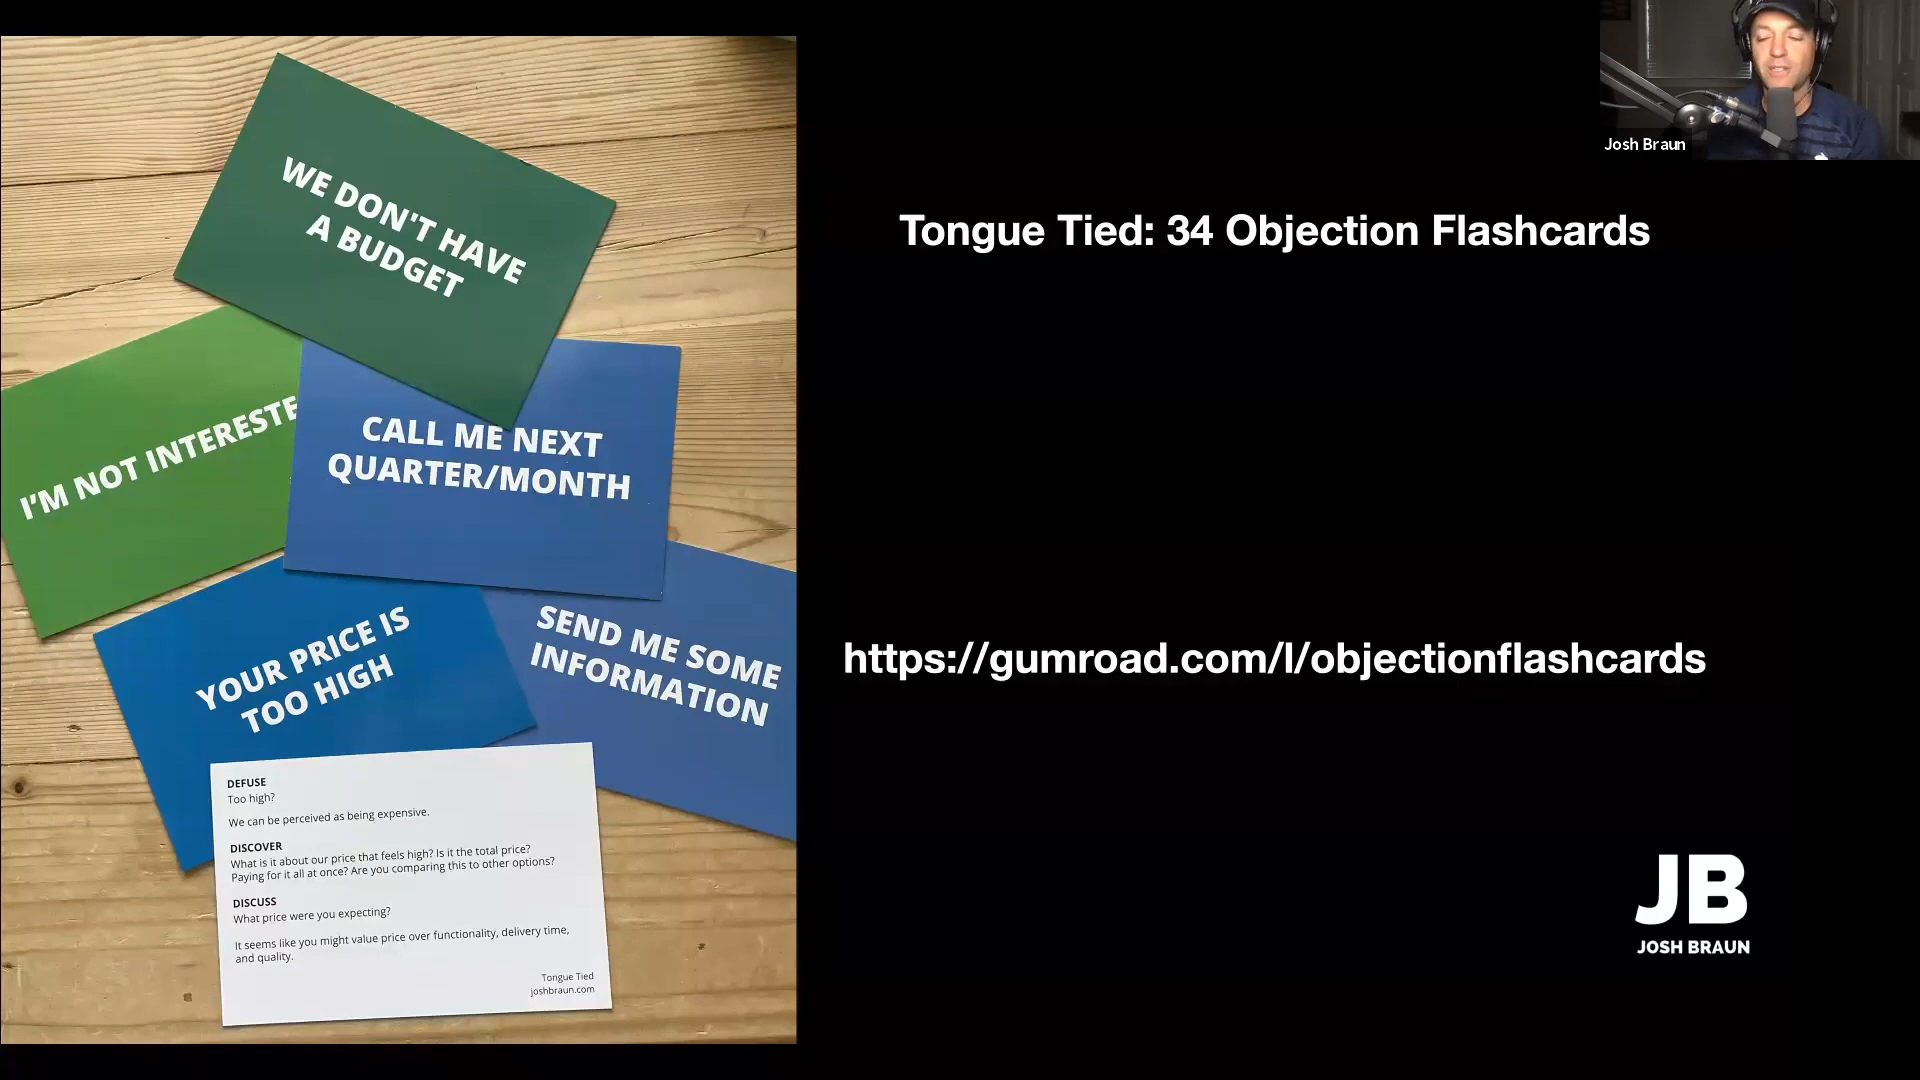 WE DON'T HAVE
A BUDGET
I'M NOT INTERESTE
CALL ME NEXT
QUARTER/MONTH
YOUR PRICE IS
TOO HIGH
SEND ME SOME
INFORMATION
DEFUSE
Too high?
We can be perceived as being expensive.
DISCOVER
What is it about our price that feels high? Is it the total price?
Paying for it all at once? Are you comparing this to other options?
DISCUSS
What price were you expecting?
It seems like you might value price over functionality, delivery time,
and quality.
Tongue Tied
joshbraun.com
Tongue Tied: 34 Objection Flashcards
https://gumroad.com/l/objectionflashcards
Josh Braun
JB
JOSH BRAUN